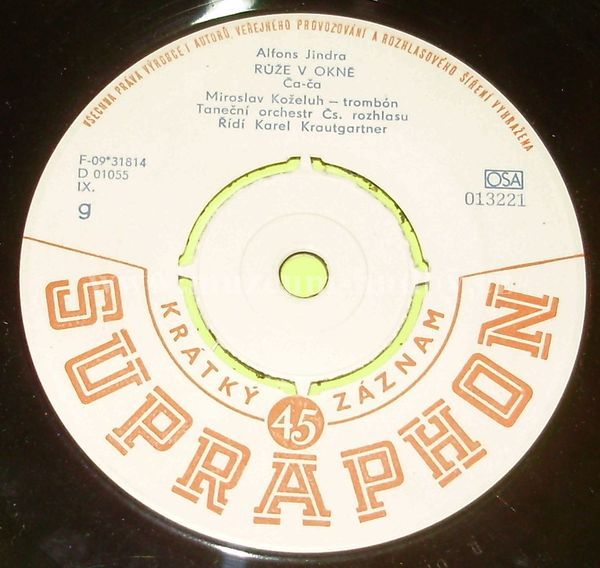 VŠECHNA PRÁVA VÝROBCE I AUTORŮ, VEŘEJNÉHO PROVOZOVÁNÍ A ROZHLASOVÉHO ŠÍŘENÍ VYHRAŽENA
Alfons Jindra
RŮŽE V OKNĚ
Ča-ča
Miroslav Koželuh – trombón
Taneční orchestr Čs. rozhlasu
Řídí Karel Krautgartner
F-09*31814
D 01055
IX.
g
OSA
013221
KRÁTKÝ 45 ZÁZNAM
SUPRAPHON